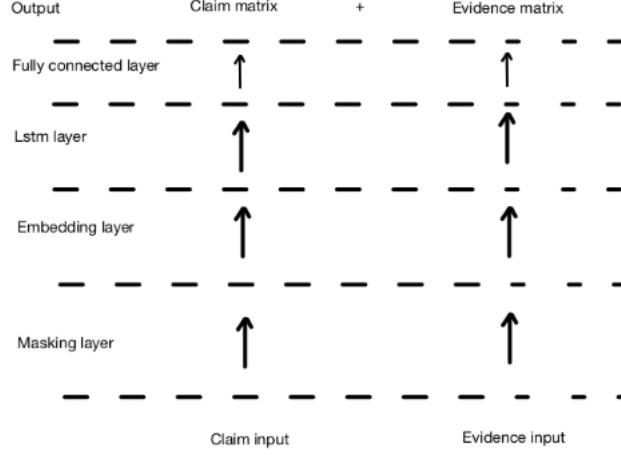 Output Claim matrix + Evidence matrix
Fully connected layer
Lstm layer
Embedding layer
Masking layer
Claim input Evidence input